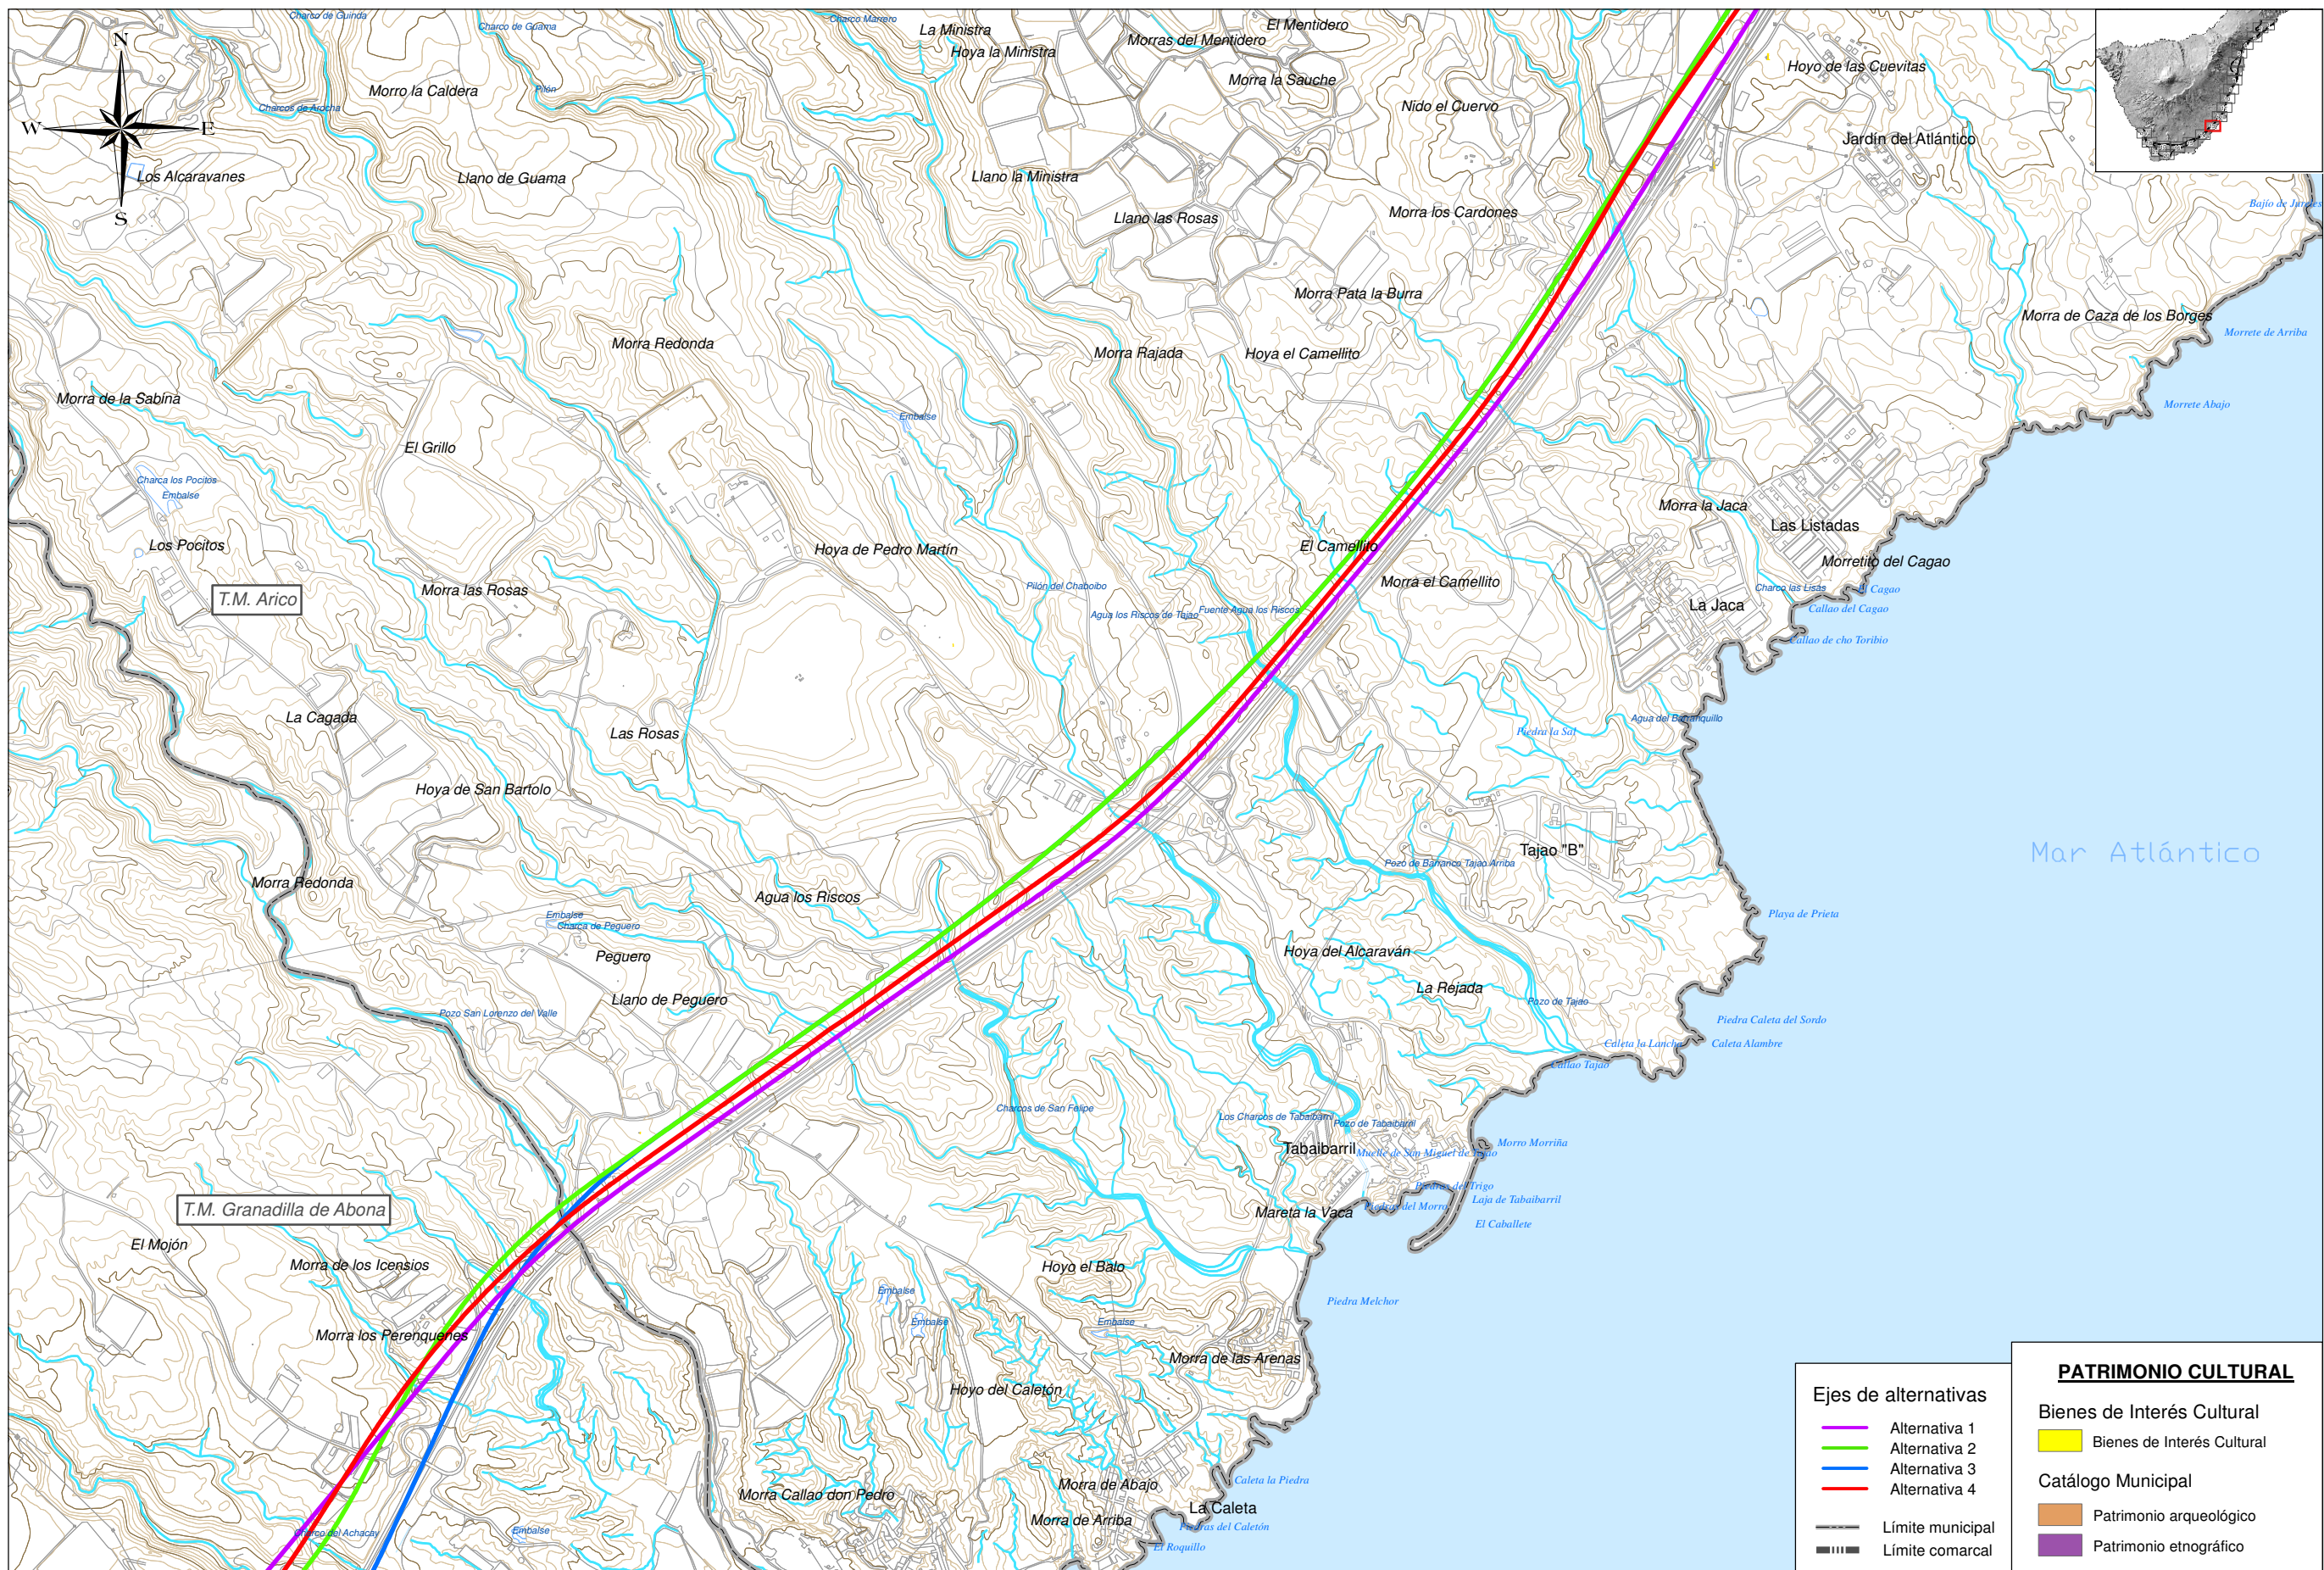 Charco de Guinda
Charco de Guama
Charco Marrero
La Ministra
Hoya la Ministra
Morras del Mentidero
El Mentidero
Morra la Sauche
Hoyo de las Cuevitas
N
W
E
S
Charcos de Arocha
Morro la Caldera
Pilón
Nido el Cuervo
Jardín del Atlántico
Los Alcaravanes
Llano de Guama
Llano la Ministra
Llano las Rosas
Morra los Cardones
Morra Pata la Burra
Morra de Caza de los Borges
Morrete de Arriba
Morra Redonda
Morra Rajada
Hoya el Camellito
Morra de la Sabina
Morrete Abajo
Embalse
El Grillo
Charca los Pocitos
Embalse
Los Pocitos
Morra la Jaca
Las Listadas
Hoya de Pedro Martín
El Camellito
Morretito del Cagao
T.M. Arico
Morra las Rosas
Pilón del Chaboibo
Morra el Camellito
Charco las Lisas
El Cagao
Agua los Riscos de Tajao
Fuente Agua los Riscos
La Jaca
Callao del Cagao
Callao de cho Toribio
La Cagada
Las Rosas
Agua del Barranquillo
Piedra la Sal
Hoya de San Bartolo
Tajao "B"
Mar Atlántico
Pozo de Barranco Tajao Arriba
Morra Redonda
Agua los Riscos
Embalse
Charca de Peguero
Playa de Prieta
Peguero
Hoya del Alcaraván
Llano de Peguero
La Rejada
Pozo de Tajao
Pozo San Lorenzo del Valle
Piedra Caleta del Sordo
Caleta la Lancha
Caleta Alambre
Callao Tajao
Charcos de San Felipe
Los Charcos de Tabaibarril
Pozo de Tabaibarril
Tabaibarril
Muelle de San Miguel de Tajao
Morro Morriña
Piedras del Trigo
Laja de Tabaibarril
Piedras del Morro
El Caballete
Mareta la Vaca
T.M. Granadilla de Abona
El Mojón
Morra de los Icensios
Hoyo el Balo
Embalse
Piedra Melchor
Embalse
Embalse
Morra los Perenquenes
Morra de las Arenas
Hoyo del Caletón
Morra Callao don Pedro
Morra de Abajo
Caleta la Piedra
La Caleta
Morra de Arriba
Piedras del Caletón
El Roquillo
Charco del Achacay
Embalse
Ejes de alternativas
Alternativa 1
Alternativa 2
Alternativa 3
Alternativa 4
Límite municipal
Límite comarcal
PATRIMONIO CULTURAL
Bienes de Interés Cultural
Bienes de Interés Cultural
Catálogo Municipal
Patrimonio arqueológico
Patrimonio etnográfico